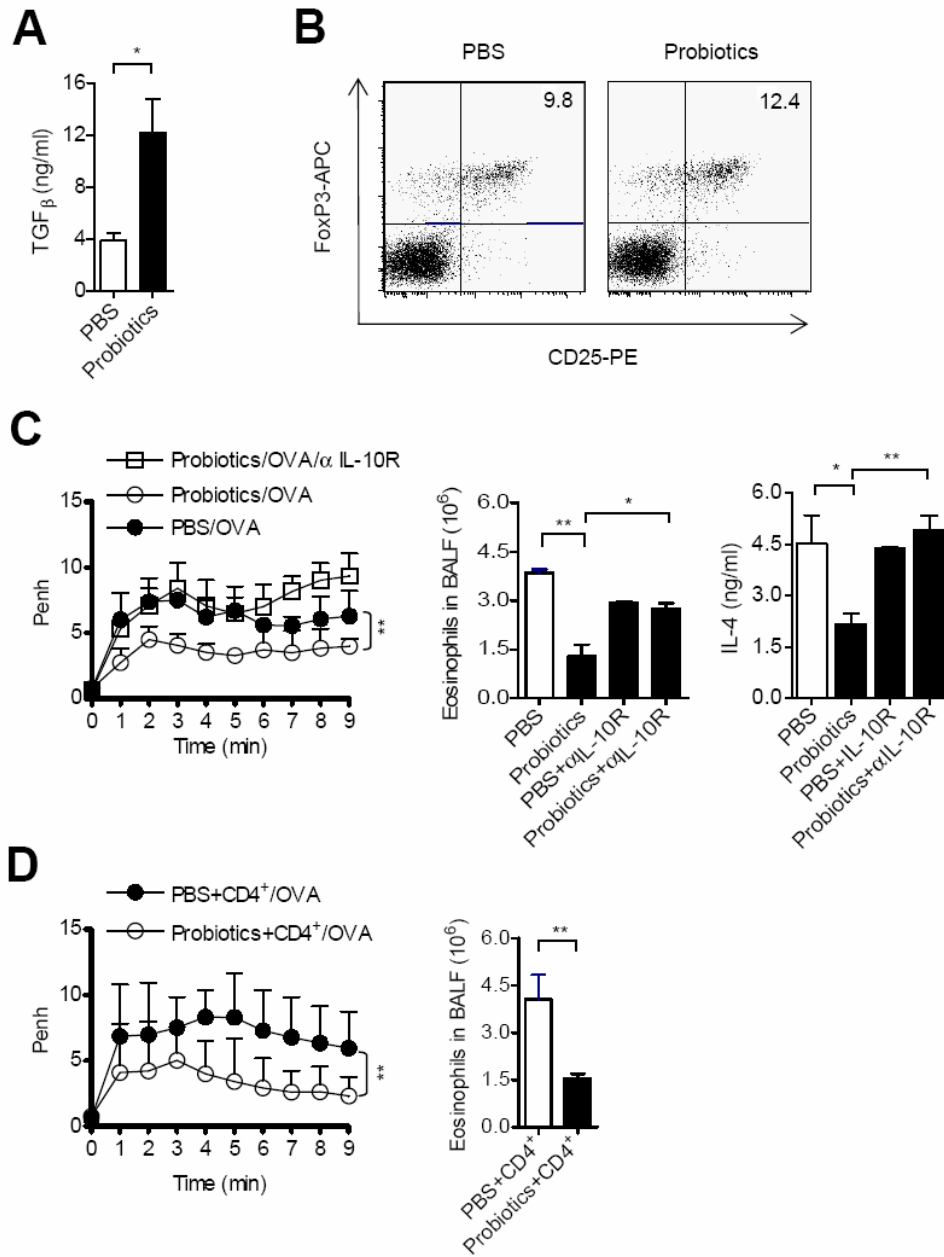 A
*
16
12
8
4
0
TGFβ (ng/ml)
PBS
Probiotics
B
PBS
Probiotics
9.8
12.4
FoxP3-APC
CD25-PE
C
Probiotics/OVA/α IL-10R
Probiotics/OVA
PBS/OVA
15
10
5
0
Penh
**
0 1 2 3 4 5 6 7 8 9
Time (min)
** *
6.0
4.5
3.0
1.5
0.0
Eosinophils in BALF (10⁶)
PBS
Probiotics
PBS+αIL-10R
Probiotics+αIL-10R
* **
6.0
4.5
3.0
1.5
0.0
IL-4 (ng/ml)
PBS
Probiotics
PBS+IL-10R
Probiotics+αIL-10R
D
PBS+CD4⁺/OVA
Probiotics+CD4⁺/OVA
15
10
5
0
Penh
**
0 1 2 3 4 5 6 7 8 9
Time (min)
**
6.0
4.5
3.0
1.5
0.0
Eosinophils in BALF (10⁶)
PBS+CD4⁺
Probiotics+CD4⁺